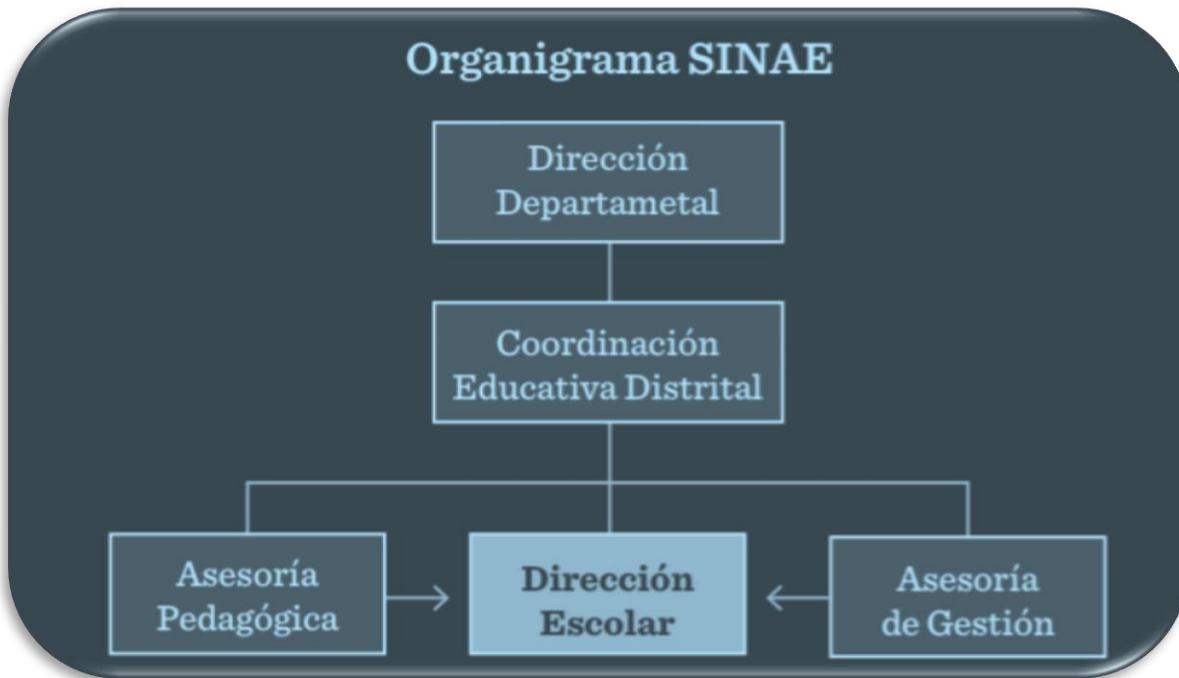 Organigrama SINAE
Dirección
Departametal
Coordinación
Educativa Distrital
Asesoría
Pedagógica
Dirección
Escolar
Asesoría
de Gestión